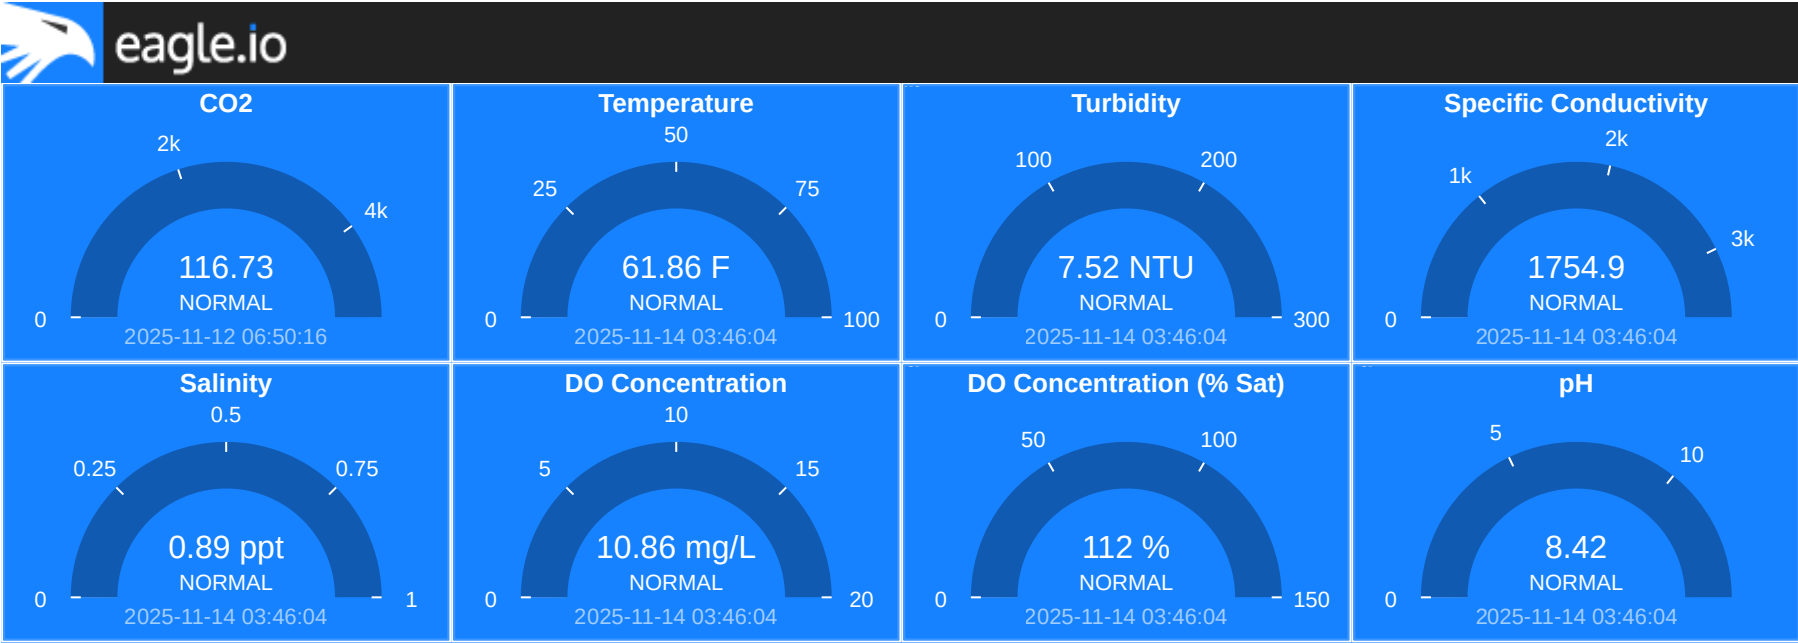 eagle.io
CO2
2k
4k
0
116.73
NORMAL
2025-11-12 06:50:16
Temperature
50
25
75
0
100
61.86 F
NORMAL
2025-11-14 03:46:04
Turbidity
100
200
0
300
7.52 NTU
NORMAL
2025-11-14 03:46:04
Specific Conductivity
2k
1k
3k
0
1754.9
NORMAL
2025-11-14 03:46:04
Salinity
0.5
0.25
0.75
0
1
0.89 ppt
NORMAL
2025-11-14 03:46:04
DO Concentration
10
5
15
0
20
10.86 mg/L
NORMAL
2025-11-14 03:46:04
DO Concentration (% Sat)
50
100
0
150
112 %
NORMAL
2025-11-14 03:46:04
pH
5
10
0
8.42
NORMAL
2025-11-14 03:46:04